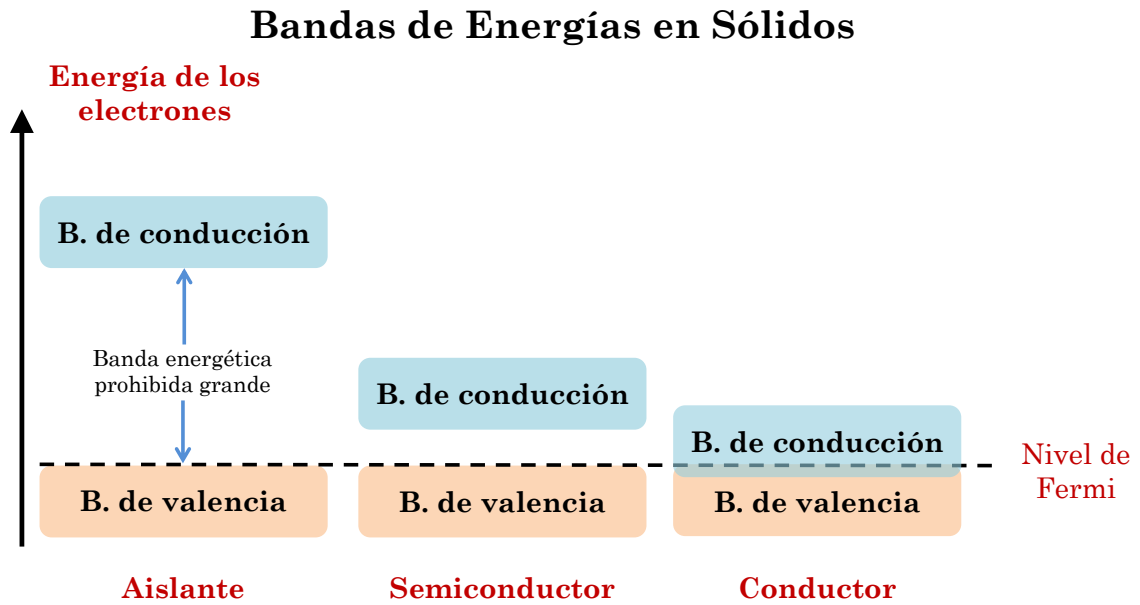 Bandas de Energías en Sólidos
Energía de los
electrones
B. de conducción
Banda energética
prohibida grande
B. de valencia
Aislante
B. de conducción
B. de valencia
Semiconductor
B. de conducción
B. de valencia
Conductor
Nivel de
Fermi